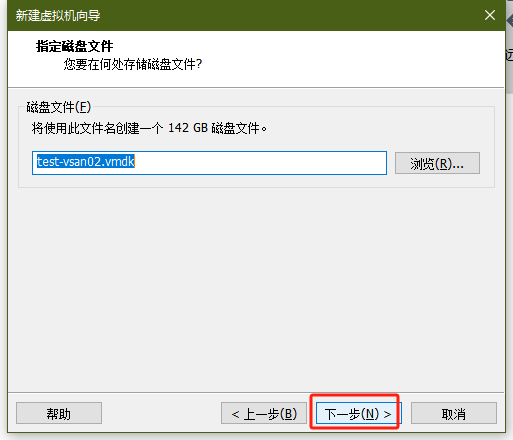 新建虚拟机向导
指定磁盘文件
您要在何处存储磁盘文件?
磁盘文件(F)
将使用此文件名创建一个 142 GB 磁盘文件。
test-vsan02.vmdk
浏览(R)...
帮助
< 上一步(B)
下一步(N) >
取消